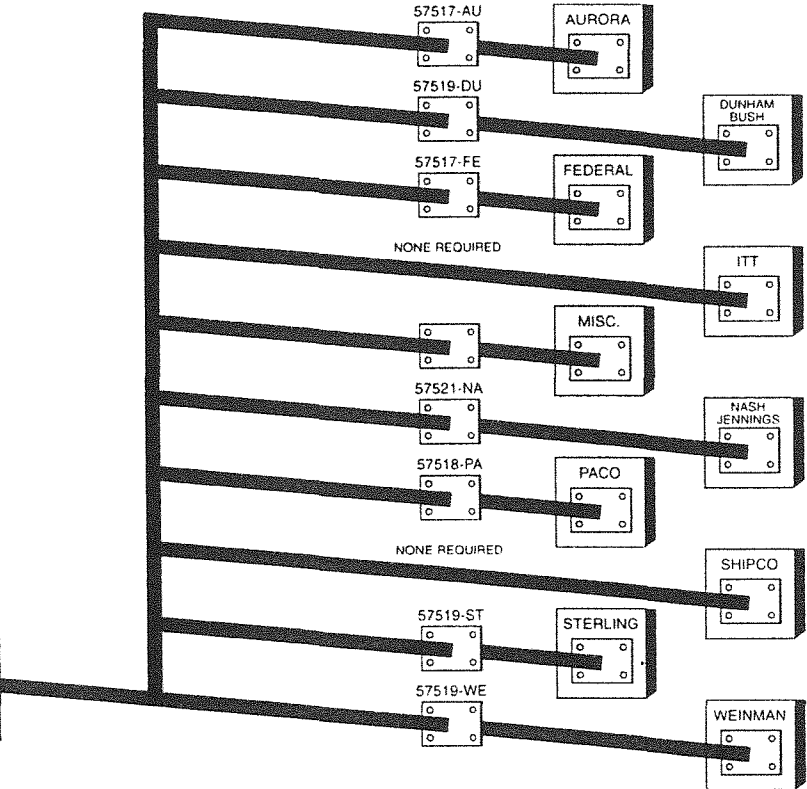 57517-AU
AURORA
57519-DU
DUNHAM
BUSH
57517-FE
FEDERAL
NONE REQUIRED
ITT
MISC.
57521-NA
NASH
JENNINGS
57518-PA
PACO
NONE REQUIRED
SHIPCO
57519-ST
STERLING
57519-WE
WEINMAN